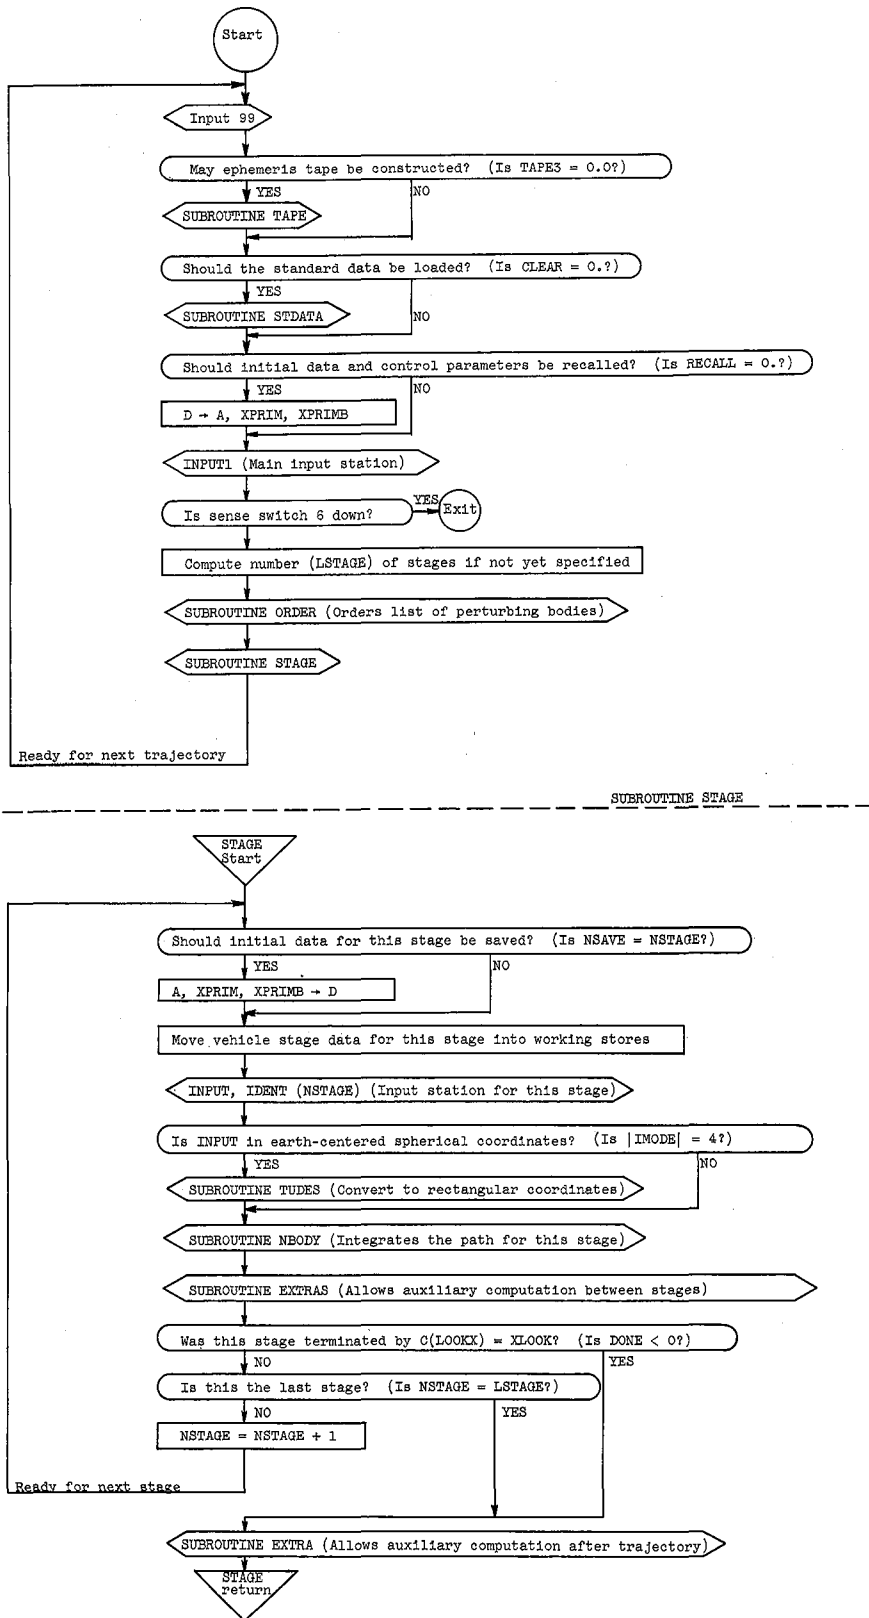 Start
Input 99
May ephemeris tape be constructed? (Is TAPE3 = 0.0?)
YES
NO
SUBROUTINE TAPE
Should the standard data be loaded? (Is CLEAR = 0.?)
YES
SUBROUTINE STDATA
NO
Should initial data and control parameters be recalled? (Is RECALL = 0.?)
YES
NO
D → A, XPRIM, XPRIMB
INPUT1 (Main input station)
Is sense switch 6 down?
YES
Exit
Compute number (LSTAGE) of stages if not yet specified
SUBROUTINE ORDER (Orders list of perturbing bodies)
SUBROUTINE STAGE
Ready for next trajectory
SUBROUTINE STAGE
STAGE
Start
Should initial data for this stage be saved? (Is NSAVE = NSTAGE?)
YES
NO
A, XPRIM, XPRIMB → D
Move vehicle stage data for this stage into working stores
INPUT, IDENT (NSTAGE) (Input station for this stage)
Is INPUT in earth-centered spherical coordinates? (Is |IMODE| = 4?)
YES
NO
SUBROUTINE TUDES (Convert to rectangular coordinates)
SUBROUTINE NBODY (Integrates the path for this stage)
SUBROUTINE EXTRAS (Allows auxiliary computation between stages)
Was this stage terminated by C(LOOKX) = XLOOK? (Is DONE < 0?)
NO
YES
Is this the last stage? (Is NSTAGE = LSTAGE?)
NO
YES
NSTAGE = NSTAGE + 1
Ready for next stage
SUBROUTINE EXTRA (Allows auxiliary computation after trajectory)
STAGE
return